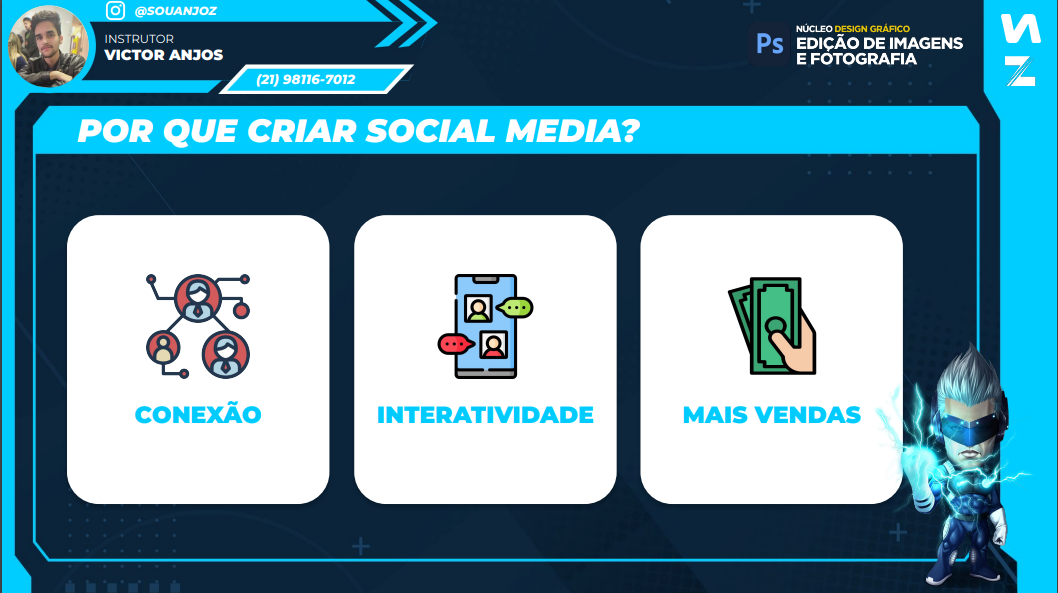 @SOUANJOZ
INSTRUTOR
VICTOR ANJOS
(21) 98116-7012
Ps
NÚCLEO DESIGN GRÁFICO
EDIÇÃO DE IMAGENS
E FOTOGRAFIA
NZ
POR QUE CRIAR SOCIAL MEDIA?
CONEXÃO
INTERATIVIDADE
MAIS VENDAS